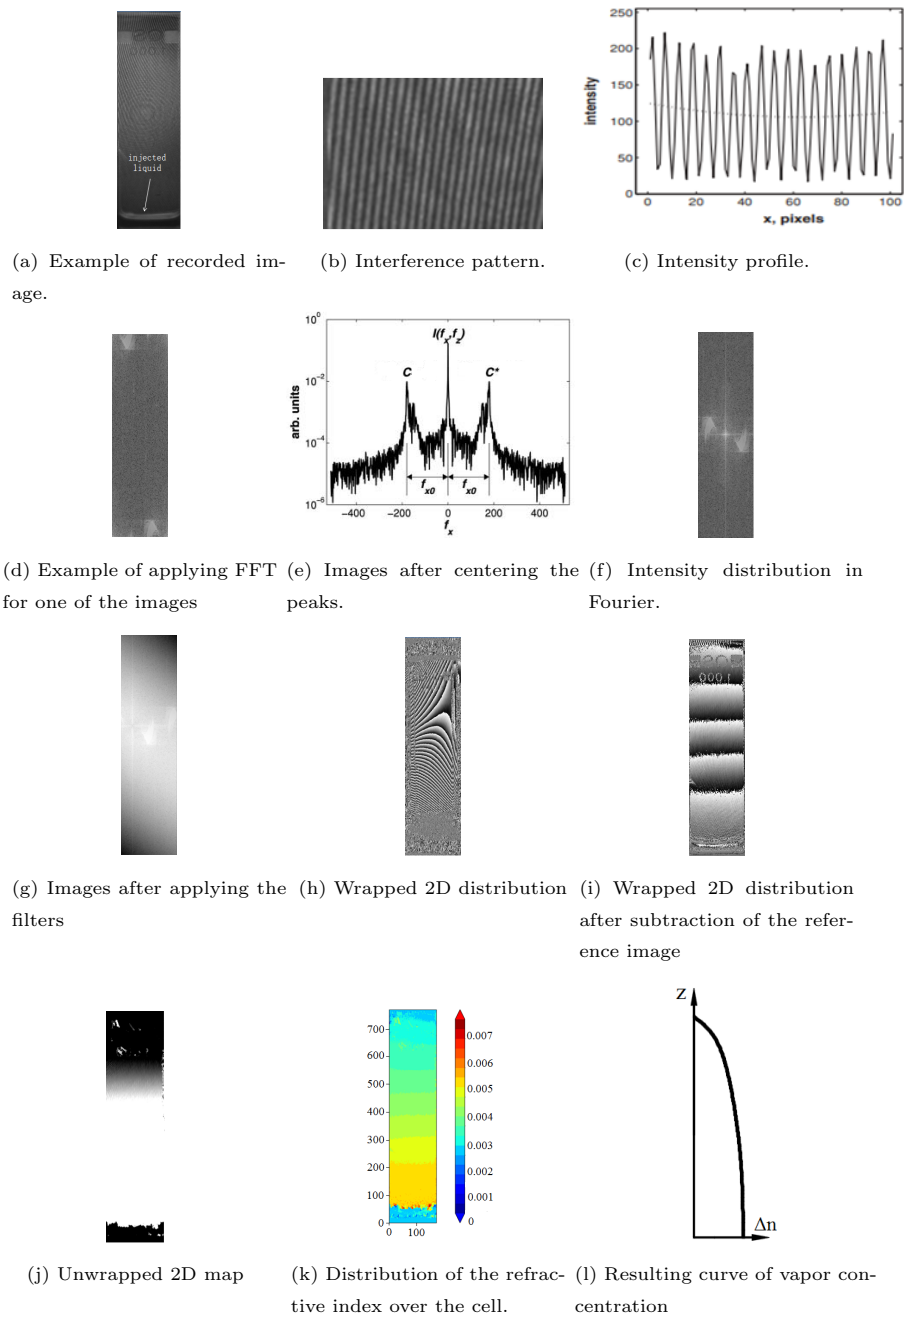 injected
liquid
250
200
150
100
50
0
intensity
0 20 40 60 80 100
x, pixels
(a) Example of recorded im-
age.
(b) Interference pattern.
(c) Intensity profile.
10^0
10^-2
10^-4
10^-6
arb. units
I(f_x,f_z)
C
C*
f_x0 f_x0
-400 -200 0 200 400
f_x
(d) Example of applying FFT
for one of the images
(e) Images after centering the
peaks.
(f) Intensity distribution in
Fourier.
(g) Images after applying the
filters
(h) Wrapped 2D distribution
(i) Wrapped 2D distribution
after subtraction of the refer-
ence image
700
600
500
400
300
200
100
0
0 100
0.007
0.006
0.005
0.004
0.003
0.002
0.001
0
Z
Δn
(j) Unwrapped 2D map
(k) Distribution of the refrac-
tive index over the cell.
(l) Resulting curve of vapor con-
centration